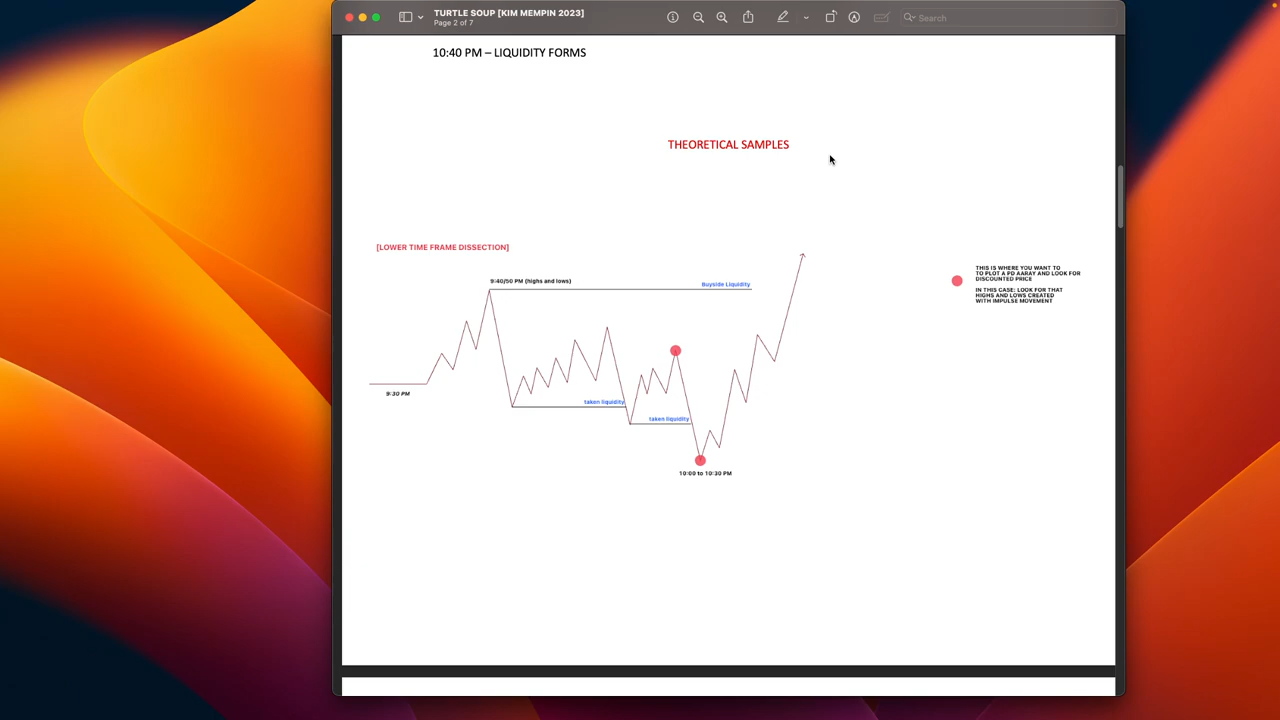 TURTLE SOUP [KIM MEMPIN 2023]
Page 2 of 7
Search
10:40 PM – LIQUIDITY FORMS
THEORETICAL SAMPLES
[LOWER TIME FRAME DISSECTION]
9:40/50 PM (highs and lows)
Buyside Liquidity
THIS IS WHERE YOU WANT TO
TO PLOT A PD AARAY AND LOOK FOR
DISCOUNTED PRICE
IN THIS CASE: LOOK FOR THAT
HIGHS AND LOWS CREATED
WITH IMPULSE MOVEMENT
9:30 PM
taken liquidity
taken liquidity
10:00 to 10:30 PM